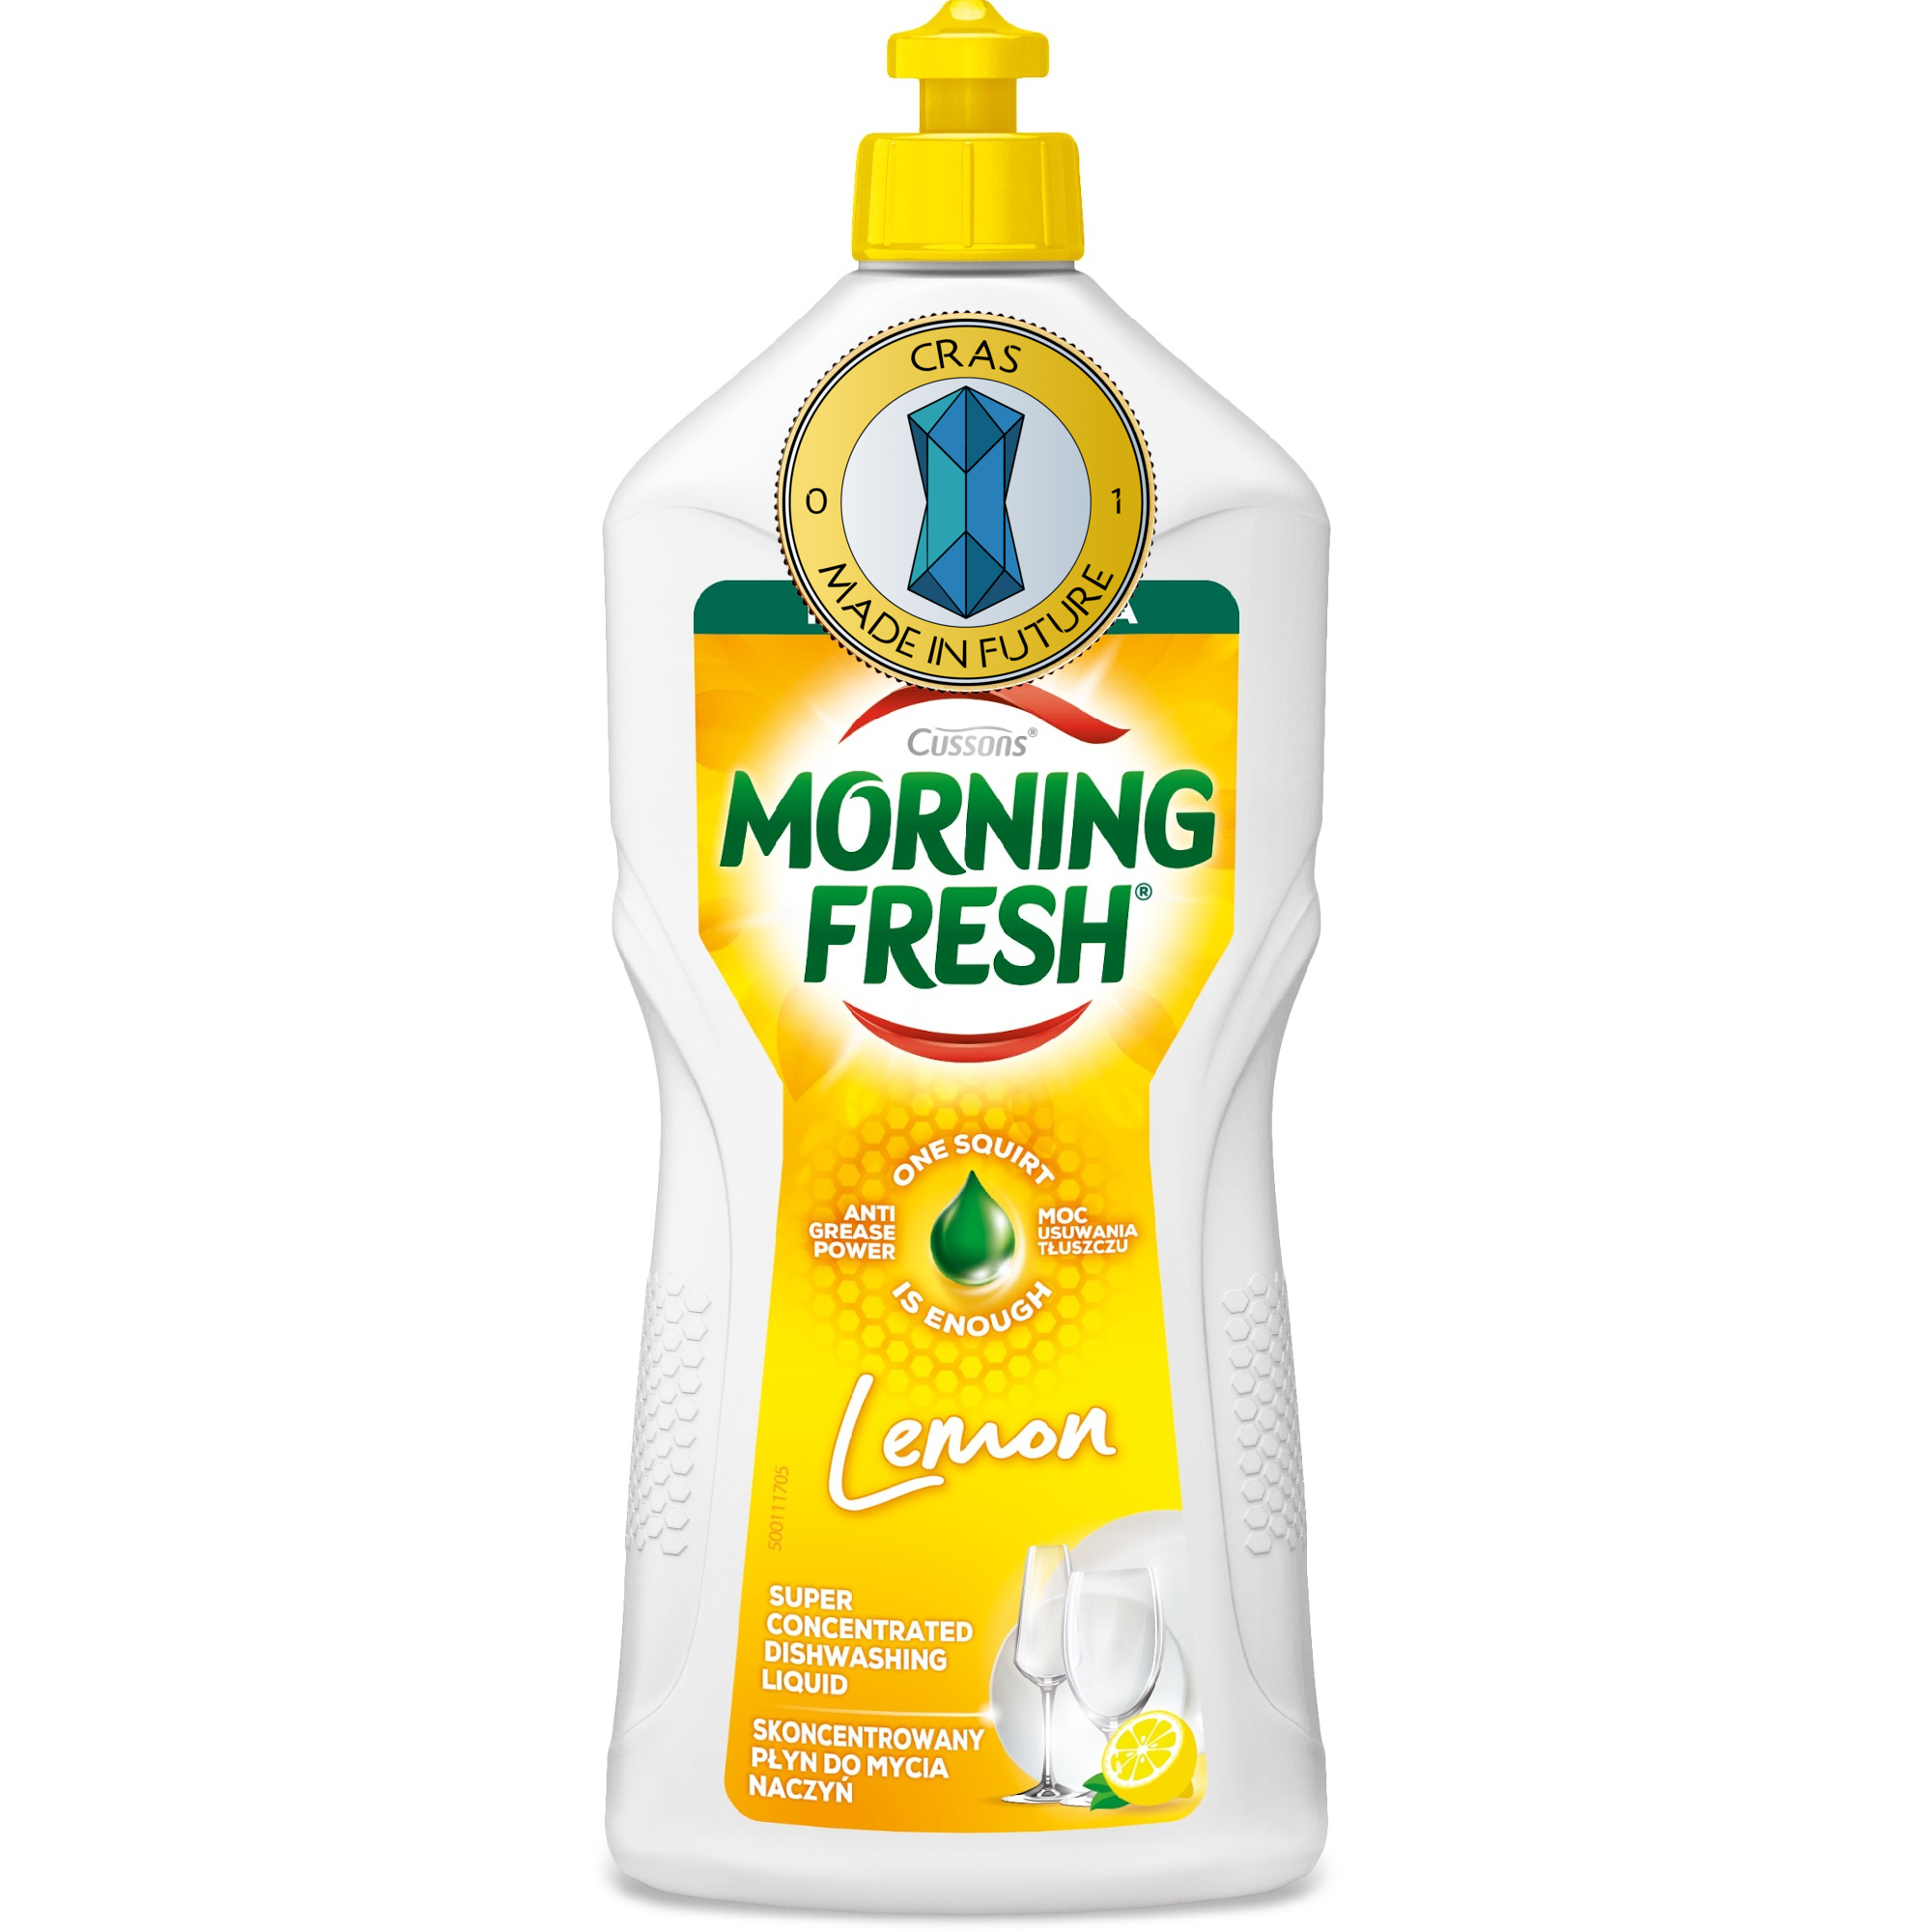 CRAS
0 1
MADE IN FUTURE
Cussons®
MORNING
FRESH®
ONE SQUIRT
ANTI
GREASE
POWER
MOC
USUWANIA
TŁUSZCZU
IS ENOUGH
Lemon
500111705
SUPER
CONCENTRATED
DISHWASHING
LIQUID
SKONCENTROWANY
PŁYN DO MYCIA
NACZYŃ